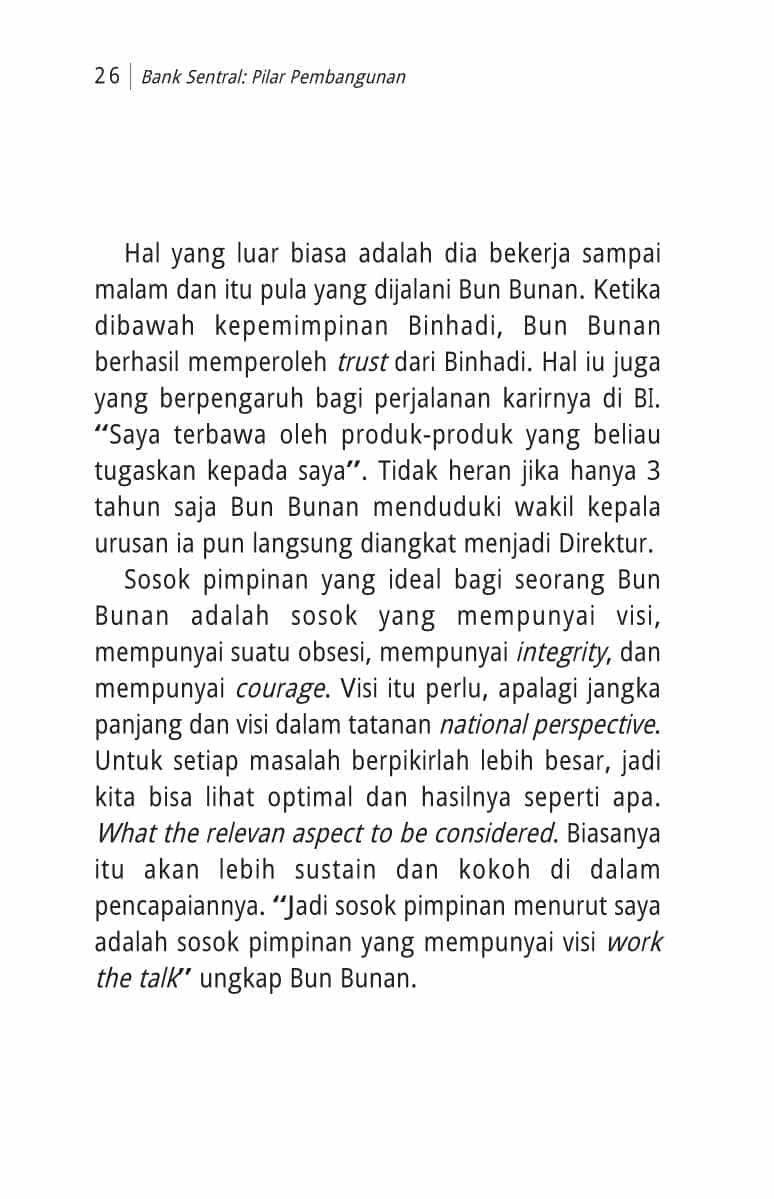 26 | Bank Sentral: Pilar Pembangunan
Hal yang luar biasa adalah dia bekerja sampai
malam dan itu pula yang dijalani Bun Bunan. Ketika
dibawah kepemimpinan Binhadi, Bun Bunan
berhasil memperoleh trust dari Binhadi. Hal iu juga
yang berpengaruh bagi perjalanan karirnya di BI.
“Saya terbawa oleh produk-produk yang beliau
tugaskan kepada saya”. Tidak heran jika hanya 3
tahun saja Bun Bunan menduduki wakil kepala
urusan ia pun langsung diangkat menjadi Direktur.
Sosok pimpinan yang ideal bagi seorang Bun
Bunan adalah sosok yang mempunyai visi,
mempunyai suatu obsesi, mempunyai integrity, dan
mempunyai courage. Visi itu perlu, apalagi jangka
panjang dan visi dalam tatanan national perspective.
Untuk setiap masalah berpikirlah lebih besar, jadi
kita bisa lihat optimal dan hasilnya seperti apa.
What the relevan aspect to be considered. Biasanya
itu akan lebih sustain dan kokoh di dalam
pencapaiannya. “Jadi sosok pimpinan menurut saya
adalah sosok pimpinan yang mempunyai visi work
the talk” ungkap Bun Bunan.